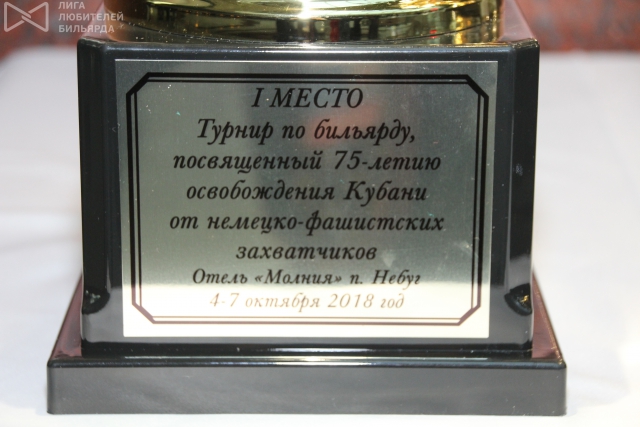 ЛИГА
ЛЮБИТЕЛЕЙ
БИЛЬЯРДА
I МЕСТО
Турнир по бильярду,
посвященный 75-летию
освобождения Кубани
от немецко-фашистских
захватчиков
Отель «Молния» п. Небуг
4-7 октября 2018 год